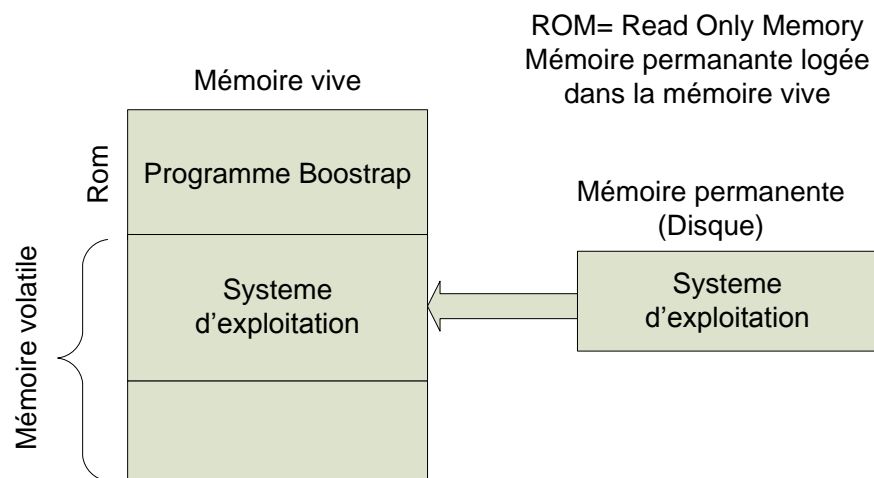 ROM= Read Only Memory
Mémoire permanante logée
dans la mémoire vive
Mémoire vive
Rom
Programme Boostrap
Mémoire permanente
(Disque)
Mémoire volatile
Systeme
d’exploitation
Systeme
d’exploitation